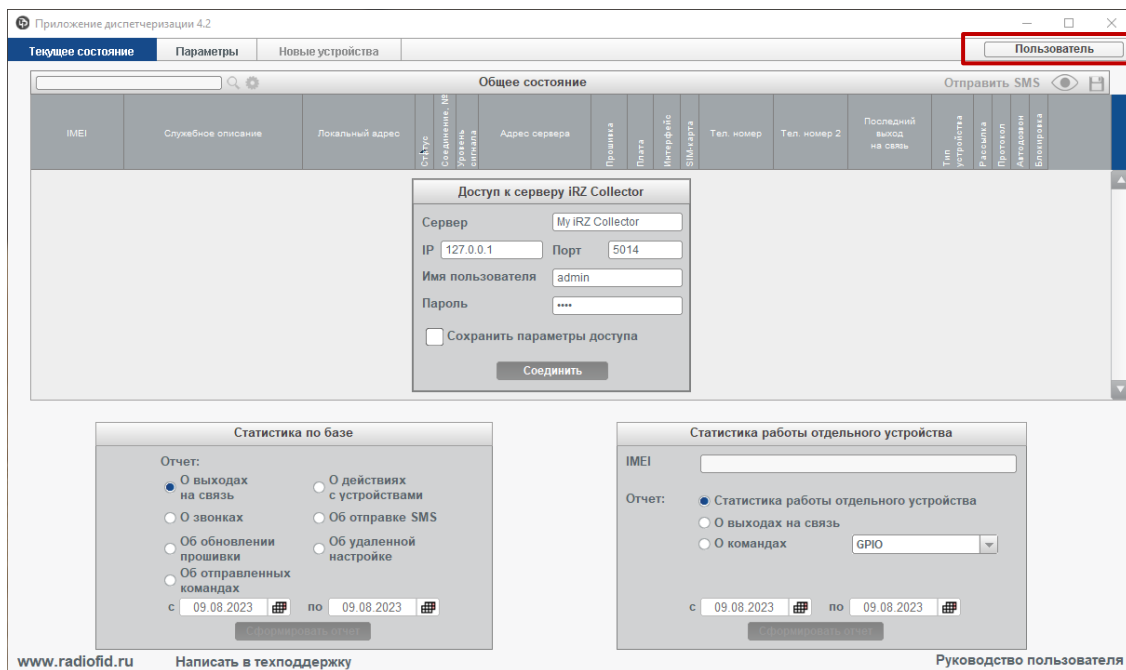 Приложение диспетчеризации 4.2
Текущее состояние
Параметры
Новые устройства
Пользователь
Общее состояние
Отправить SMS
IMEI
Служебное описание
Локальный адрес
Статус
Соединение, №
Уровень
сигнала
Адрес сервера
Прошивка
Плата
Интерфейс
SIM-карта
Тел. номер
Тел. номер 2
Последний
выход
на связь
Тип
устройства
Рассылка
Протокол
Автодозвон
Блокировка
Доступ к серверу iRZ Collector
Сервер My iRZ Collector
IP 127.0.0.1 Порт 5014
Имя пользователя admin
Пароль ••••
Сохранить параметры доступа
Соединить
Статистика по базе
Отчет:
О выходах
на связь
О действиях
с устройствами
О звонках
Об отправке SMS
Об обновлении
прошивки
Об удаленной
настройке
Об отправленных
командах
с 09.08.2023 по 09.08.2023
Сформировать отчет
Статистика работы отдельного устройства
IMEI
Отчет:
Статистика работы отдельного устройства
О выходах на связь
О командах GPIO
с 09.08.2023 по 09.08.2023
Сформировать отчет
www.radiofid.ru
Написать в техподдержку
Руководство пользователя